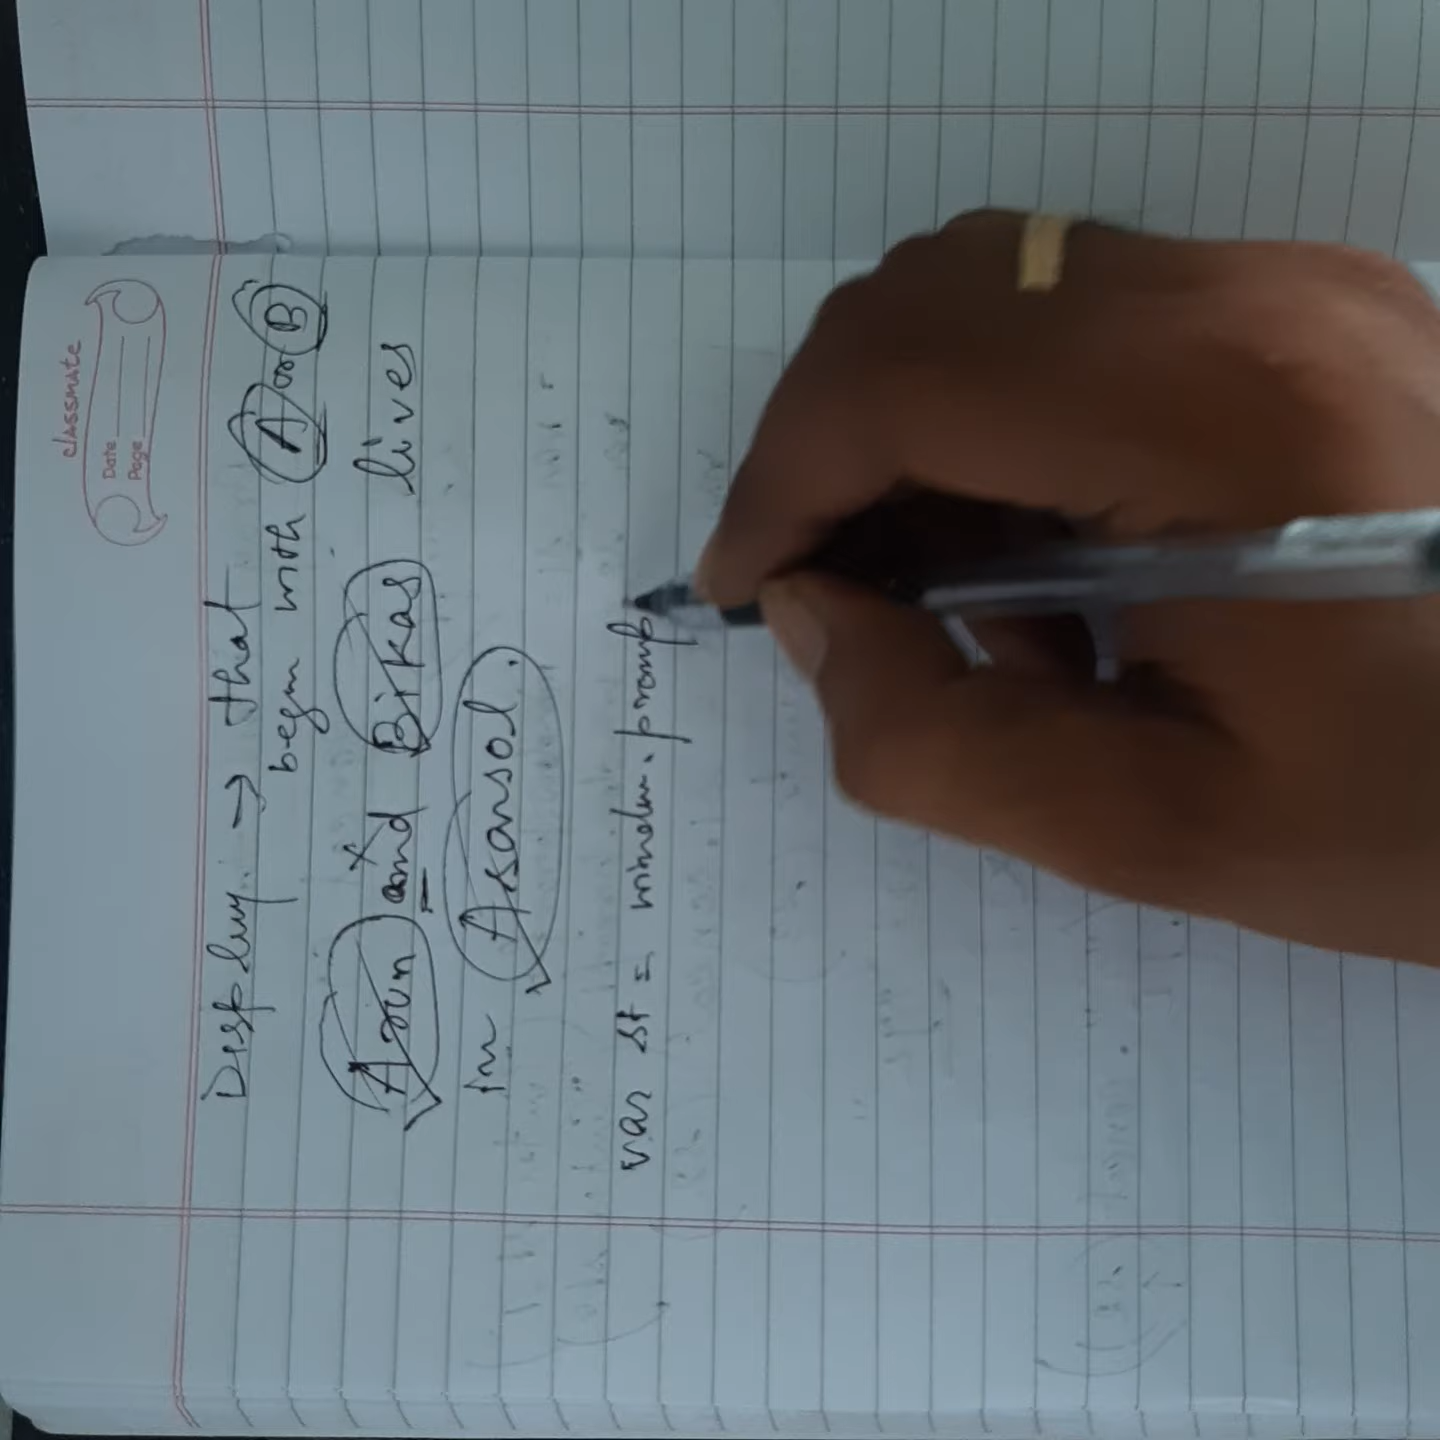 classmate
Date
Page
Display → that
begin with A or B
Arun and Bikas lives
in Asansol.
var st = window.promp